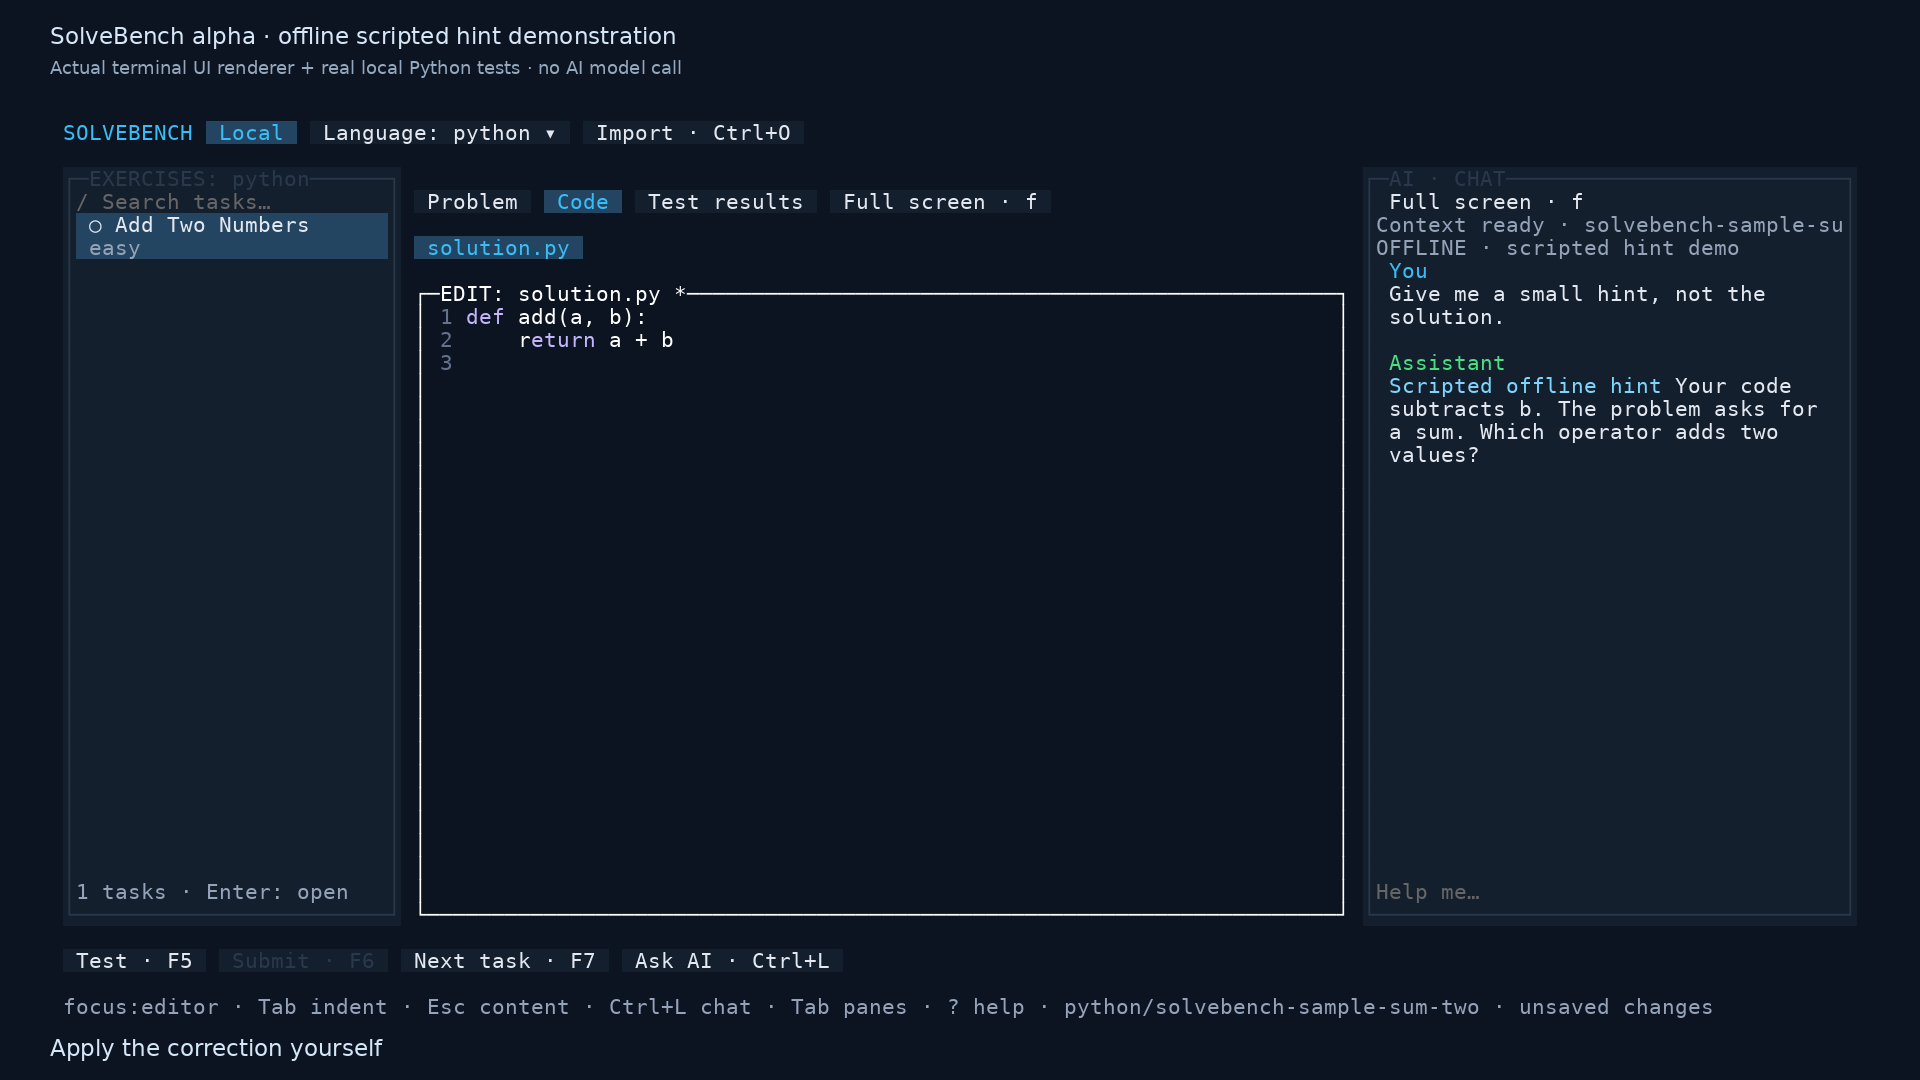 SolveBench alpha · offline scripted hint demonstration
Actual terminal UI renderer + real local Python tests · no AI model call
SOLVEBENCH Local Language: python ▾ Import · Ctrl+O
EXERCISES: python
/ Search tasks…
○ Add Two Numbers
easy
1 tasks · Enter: open
Problem Code Test results Full screen · f
solution.py
EDIT: solution.py *
1 def add(a, b):
2     return a + b
3
AI · CHAT
Full screen · f
Context ready · solvebench-sample-su
OFFLINE · scripted hint demo
You
Give me a small hint, not the
solution.
Assistant
Scripted offline hint Your code
subtracts b. The problem asks for
a sum. Which operator adds two
values?
Help me…
Test · F5 Submit · F6 Next task · F7 Ask AI · Ctrl+L
focus:editor · Tab indent · Esc content · Ctrl+L chat · Tab panes · ? help · python/solvebench-sample-sum-two · unsaved changes
Apply the correction yourself